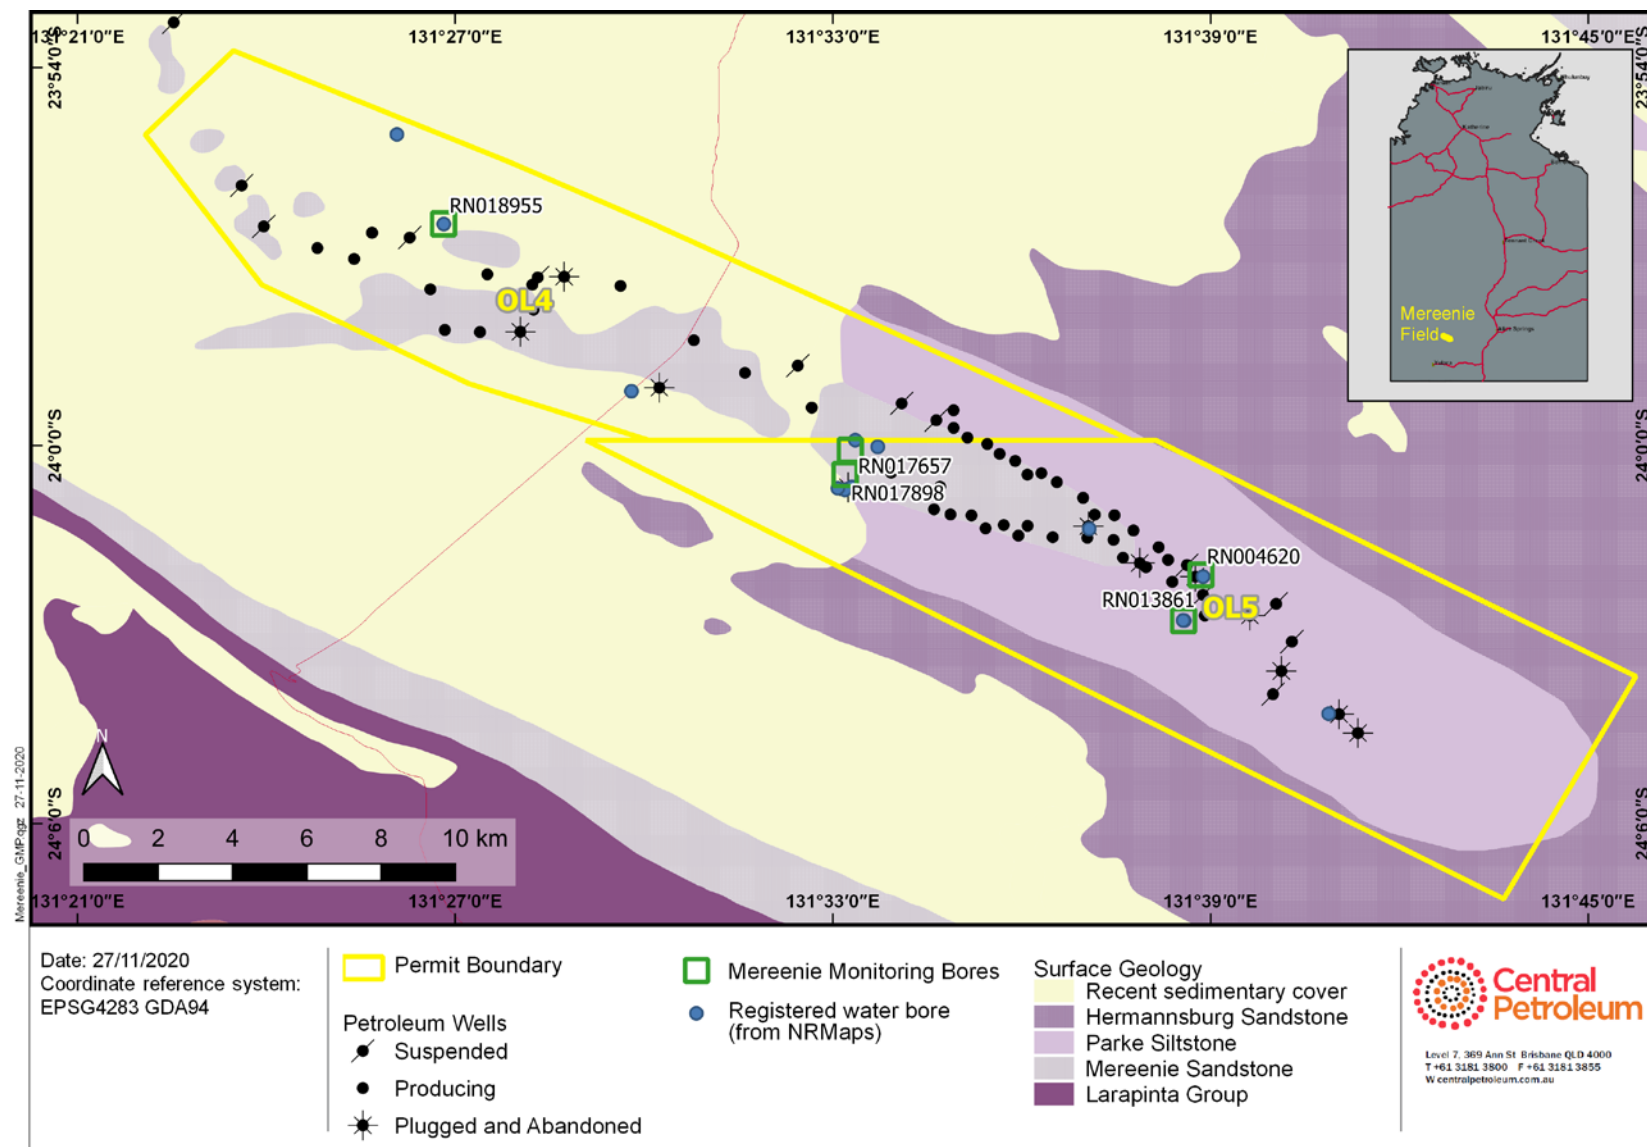 131°21'0"E
131°27'0"E
131°33'0"E
131°39'0"E
131°45'0"E
23°54'0"S
23°54'0"S
RN018955
OL4
Mereenie
Field
24°0'0"S
24°0'0"S
RN017657
RN017898
RN004620
RN013861
OL5
N
24°6'0"S
24°6'0"S
0 2 4 6 8 10 km
131°21'0"E
131°27'0"E
131°33'0"E
131°39'0"E
131°45'0"E
Mereenie_GMP.qgz 27-11-2020
Date: 27/11/2020
Coordinate reference system:
EPSG4283 GDA94
Permit Boundary
Petroleum Wells
Suspended
Producing
Plugged and Abandoned
Mereenie Monitoring Bores
Registered water bore
(from NRMaps)
Surface Geology
Recent sedimentary cover
Hermannsburg Sandstone
Parke Siltstone
Mereenie Sandstone
Larapinta Group
Central
Petroleum
Level 7, 369 Ann St Brisbane QLD 4000
T +61 3181 3800 F +61 3181 3855
W centralpetroleum.com.au